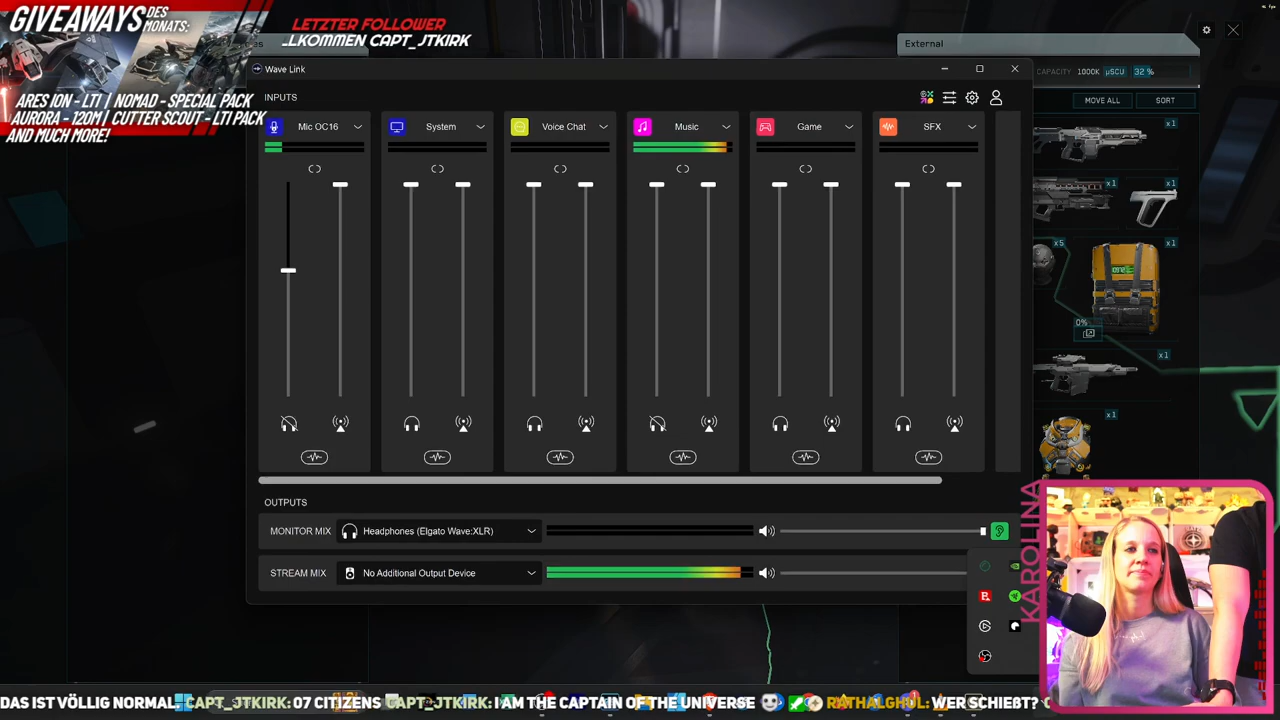 GIVEAWAYS DES MONATS:
ARES ION - LTI | NOMAD - SPECIAL PACK
AURORA - 120M | CUTTER SCOUT - LTI PACK
AND MUCH MORE!
LETZTER FOLLOWER
LLKOMMEN CAPT_JTKIRK
External
CAPACITY 1000K µSCU 32 %
MOVE ALL SORT
x1
x1 x1
x5 x1
0%
x1
x1
Wave Link
INPUTS
Mic OC16 System Voice Chat Music Game SFX
OUTPUTS
MONITOR MIX Headphones (Elgato Wave:XLR)
STREAM MIX No Additional Output Device
KAROLINA
DAS IST VÖLLIG NORMAL. CAPT_JTKIRK: O7 CITIZENS CAPT_JTKIRK: I AM THE CAPTAIN OF THE UNIVERSE RATHALGHUL: WER SCHIEßT?